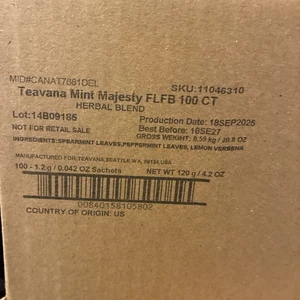 MID#CANAT7661DEL
SKU:11046310
Teavana Mint Majesty FLFB 100 CT
HERBAL BLEND
Lot:14B09185
Production Date: 18SEP2025
NOT FOR RETAIL SALE
Best Before: 18SE27
GROSS WEIGHT: 0.59 kg / 20.8 OZ
INGREDIENTS: SPEARMINT LEAVES, PEPPERMINT LEAVES, LEMON VERBENA
MANUFACTURED FOR: TEAVANA, SEATTLE, WA, 98134, USA
100 - 1.2 g / 0.042 OZ Sachets
NET WT 120 g / 4.2 OZ
00840158105802
COUNTRY OF ORIGIN: US